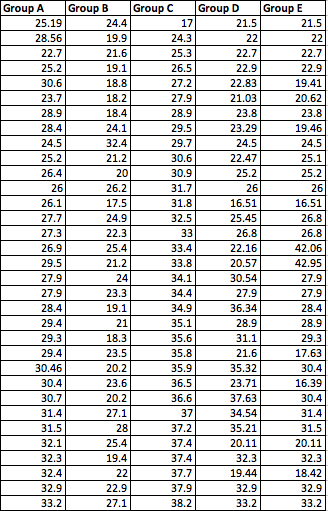 Group A Group B Group C Group D Group E
25.19 24.4 17 21.5 21.5
28.56 19.9 24.3 22 22
22.7 21.6 25.3 22.7 22.7
25.2 19.1 26.5 22.9 22.9
30.6 18.8 27.2 22.83 19.41
23.7 18.2 27.9 21.03 20.62
28.9 18.4 28.9 23.8 23.8
28.4 24.1 29.5 23.29 19.46
24.5 32.4 29.7 24.5 24.5
25.2 21.2 30.6 22.47 25.1
26.4 20 30.9 25.2 25.2
26 26.2 31.7 26 26
26.1 17.5 31.8 16.51 16.51
27.7 24.9 32.5 25.45 26.8
27.3 22.3 33 26.8 26.8
26.9 25.4 33.4 22.16 42.06
29.5 21.2 33.8 20.57 42.95
27.9 24 34.1 30.54 27.9
27.9 23.3 34.4 27.9 27.9
28.4 19.1 34.9 36.34 28.4
29.4 21 35.1 28.9 28.9
29.3 18.3 35.6 31.1 29.3
29.4 23.5 35.8 21.6 17.63
30.46 20.2 35.9 35.32 30.4
30.4 23.6 36.5 23.71 16.39
30.7 20.2 36.6 37.63 30.4
31.4 27.1 37 34.54 31.4
31.5 28 37.2 35.21 31.5
32.1 25.4 37.4 20.11 20.11
32.3 19.4 37.4 32.3 32.3
32.4 22 37.7 19.44 18.42
32.9 22.9 37.9 32.9 32.9
33.2 27.1 38.2 33.2 33.2